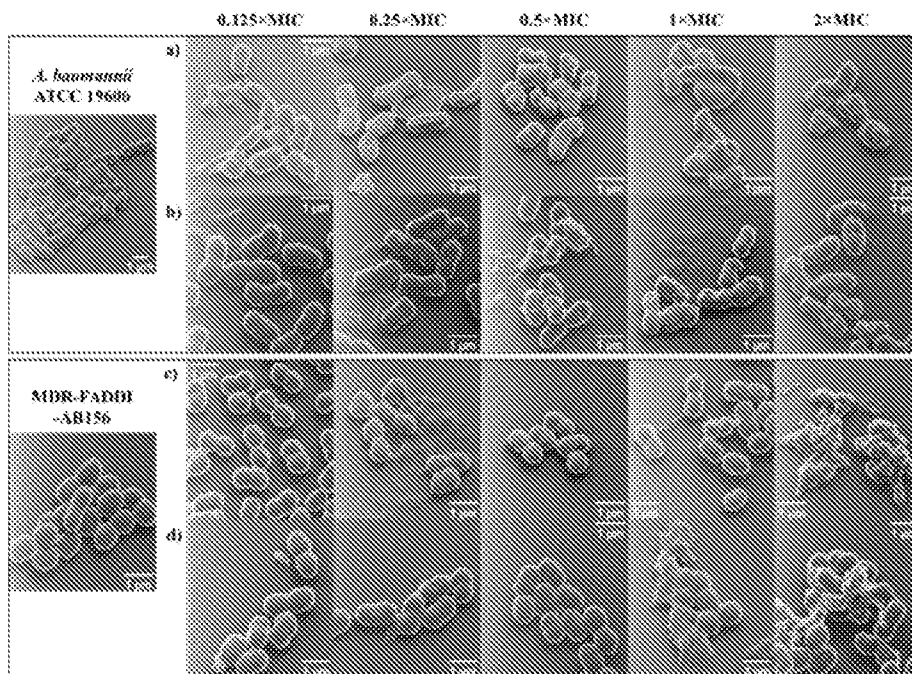 0.125×MIC 0.25×MIC 0.5×MIC 1×MIC 2×MIC
a)
A. baumannii
ATCC 19606
b)
c)
MDR-FADDI
-AB156
d)